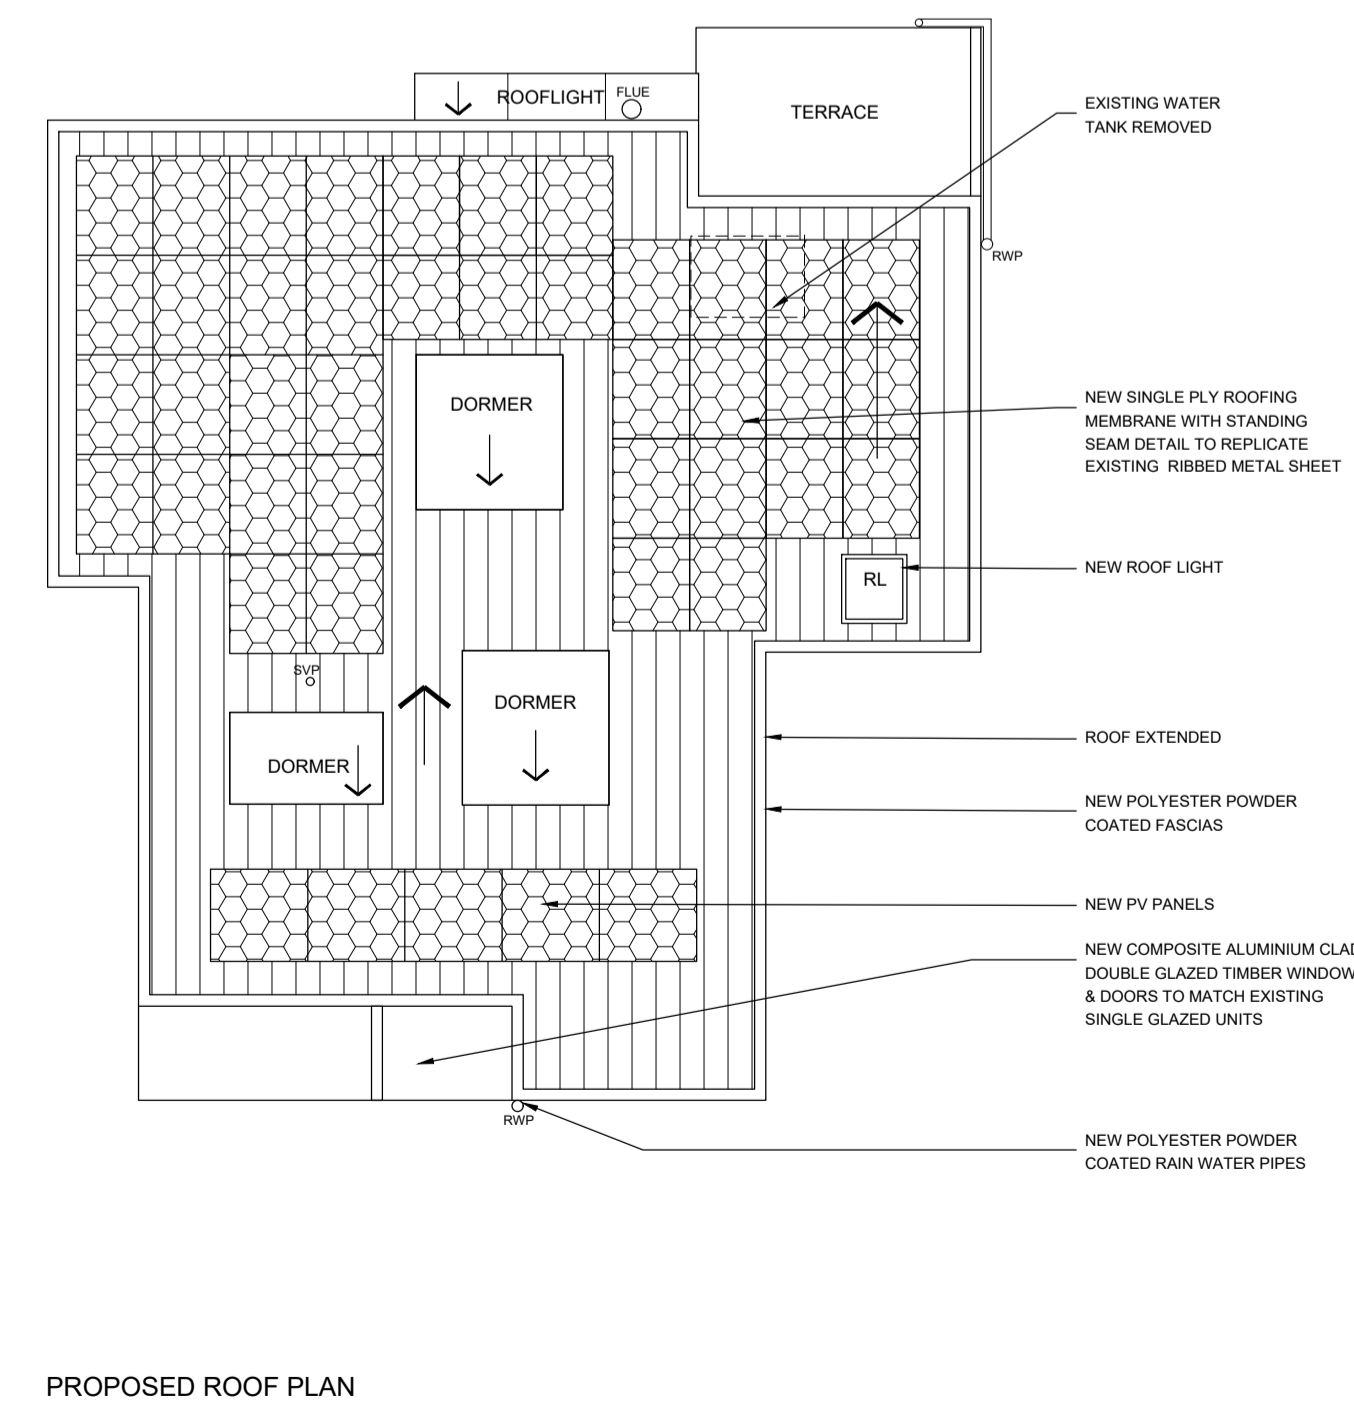 ROOFLIGHT
FLUE
TERRACE
EXISTING WATER
TANK REMOVED
RWP
DORMER
NEW SINGLE PLY ROOFING
MEMBRANE WITH STANDING
SEAM DETAIL TO REPLICATE
EXISTING RIBBED METAL SHEET
RL
NEW ROOF LIGHT
SVP
DORMER
DORMER
ROOF EXTENDED
NEW POLYESTER POWDER
COATED FASCIAS
NEW PV PANELS
NEW COMPOSITE ALUMINIUM CLAD
DOUBLE GLAZED TIMBER WINDOW
& DOORS TO MATCH EXISTING
SINGLE GLAZED UNITS
RWP
NEW POLYESTER POWDER
COATED RAIN WATER PIPES
PROPOSED ROOF PLAN